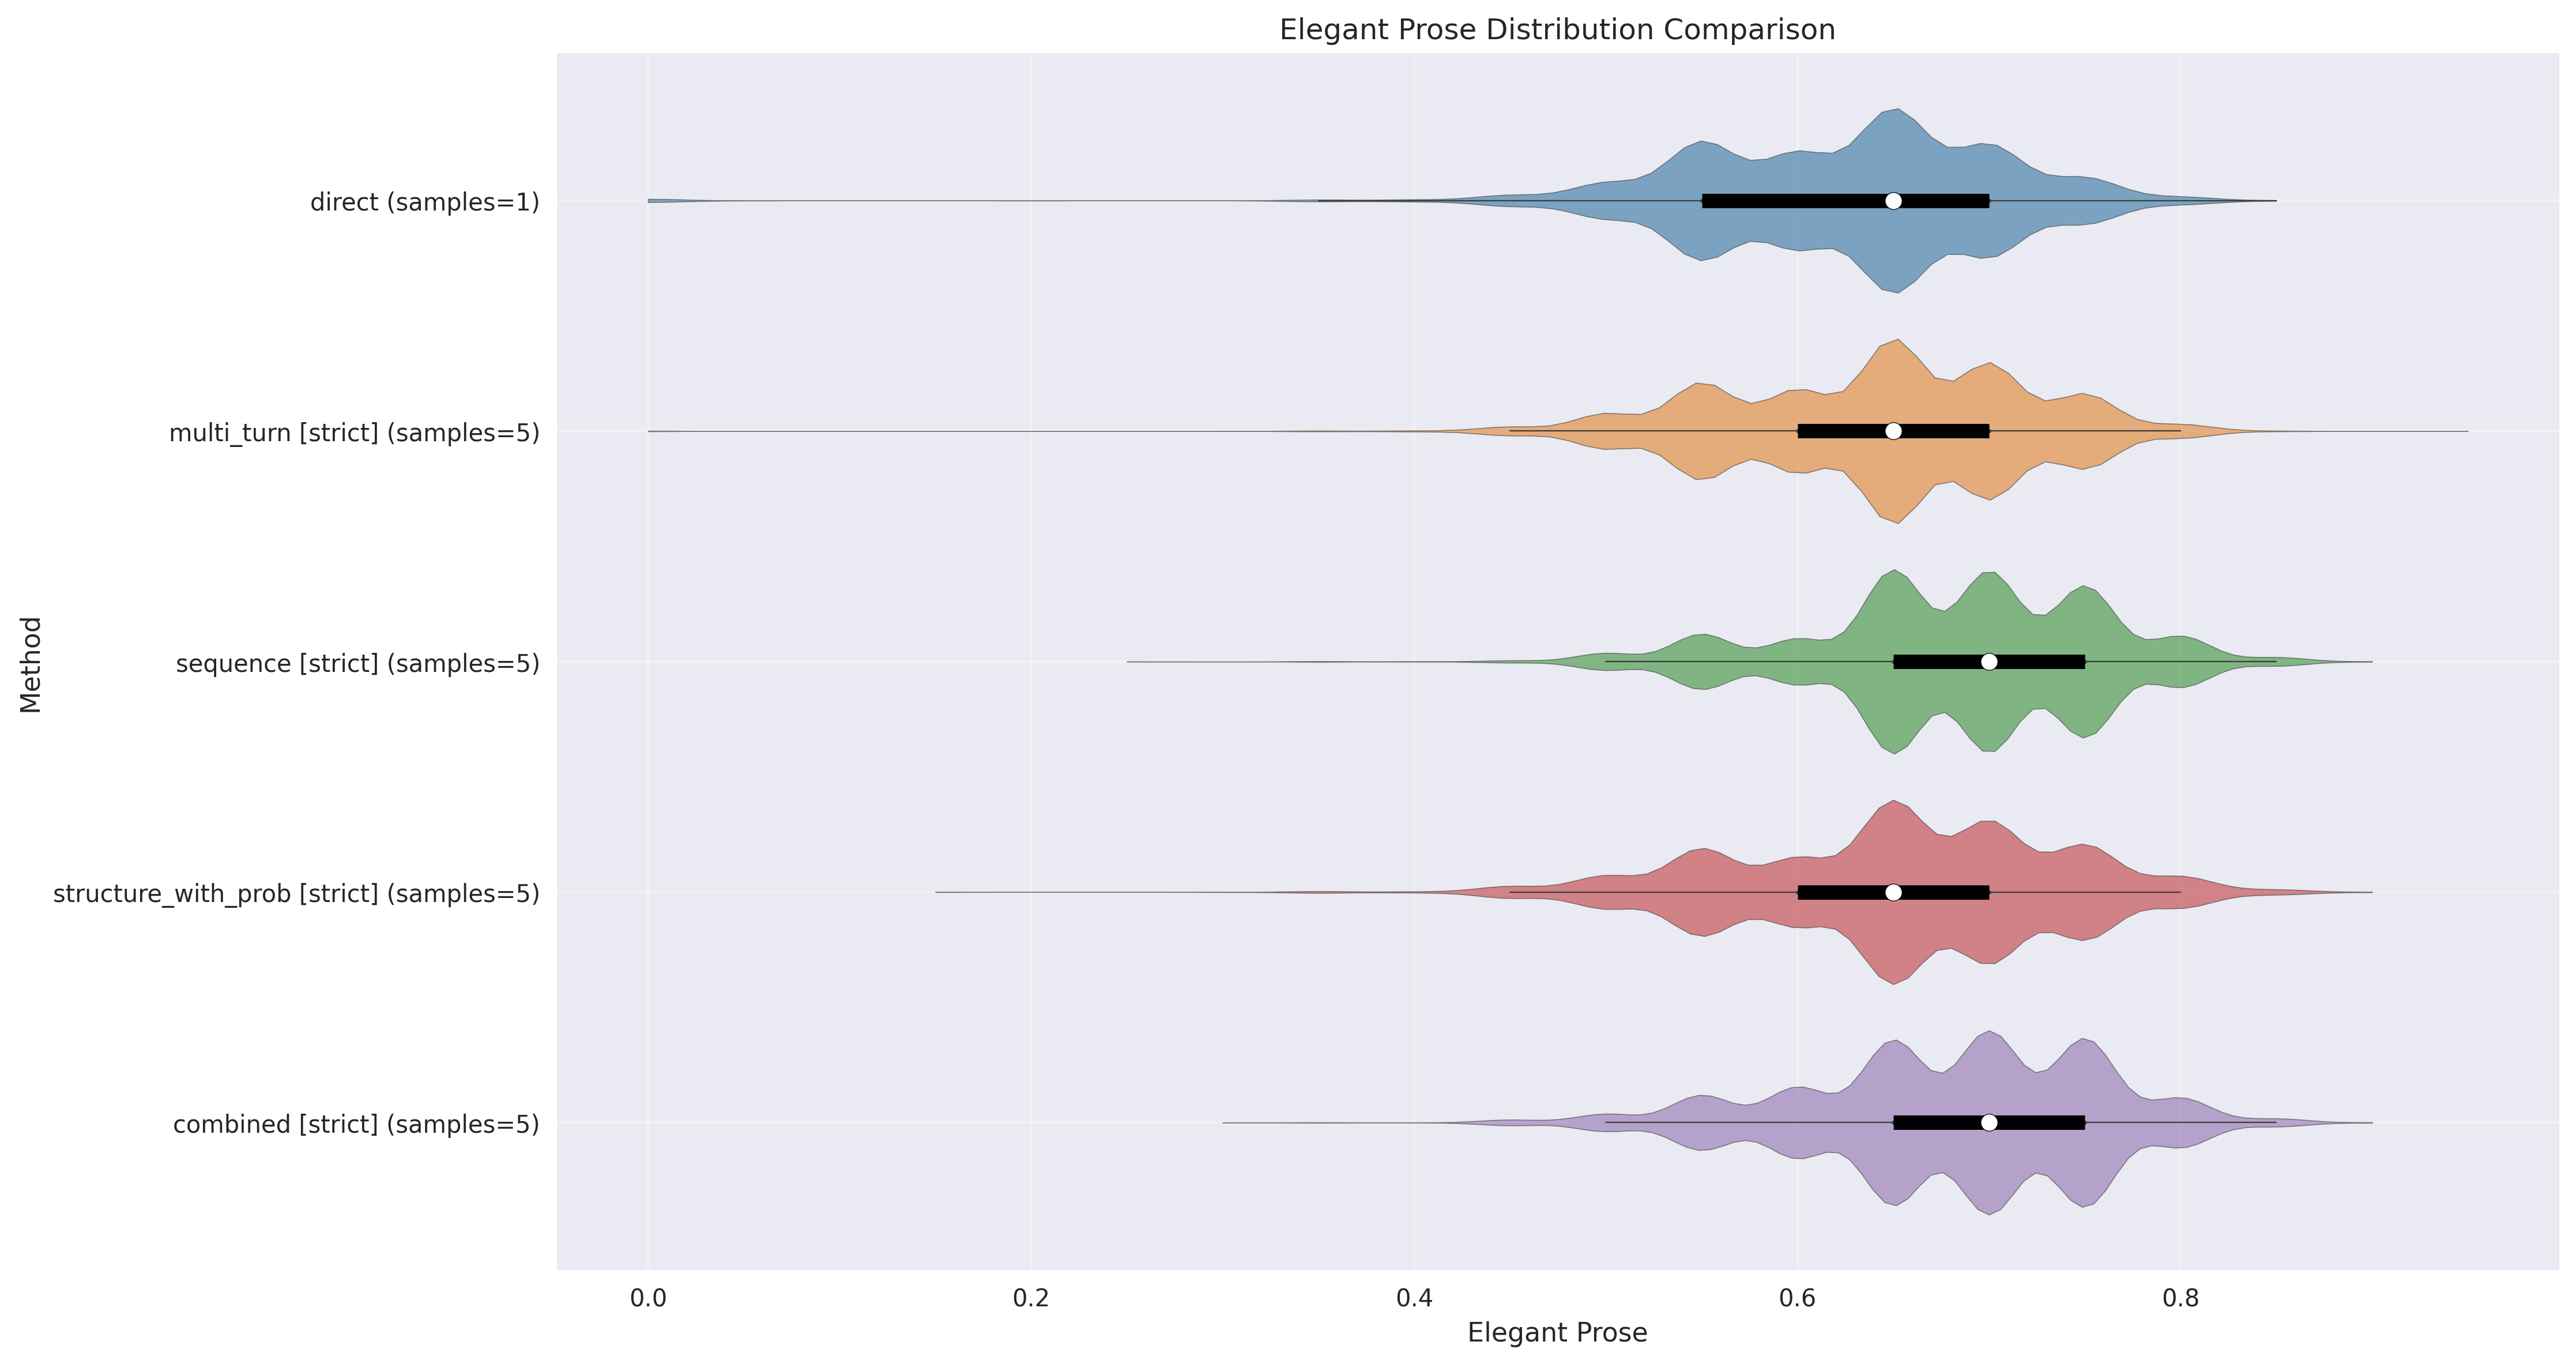 Elegant Prose Distribution Comparison
Method
direct (samples=1)
multi_turn [strict] (samples=5)
sequence [strict] (samples=5)
structure_with_prob [strict] (samples=5)
combined [strict] (samples=5)
0.0 0.2 0.4 0.6 0.8
Elegant Prose